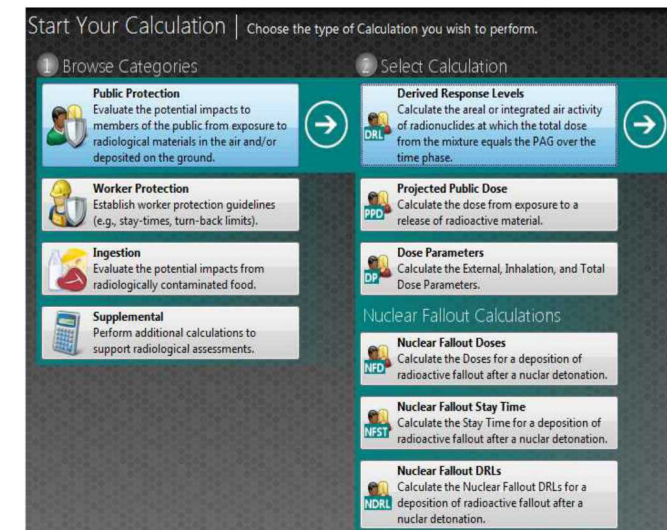 Start Your Calculation | Choose the type of Calculation you wish to perform.
1 Browse Categories
Public Protection
Evaluate the potential impacts to
members of the public from exposure to
radiological materials in the air and/or
deposited on the ground.
Worker Protection
Establish worker protection guidelines
(e.g., stay-times, turn-back limits).
Ingestion
Evaluate the potential impacts from
radiologically contaminated food.
Supplemental
Perform additional calculations to
support radiological assessments.
2 Select Calculation
DRL
Derived Response Levels
Calculate the areal or integrated air activity
of radionuclides at which the total dose
from the mixture equals the PAG over the
time phase.
PPD
Projected Public Dose
Calculate the dose from exposure to a
release of radioactive material.
DP
Dose Parameters
Calculate the External, Inhalation, and Total
Dose Parameters.
Nuclear Fallout Calculations
NFD
Nuclear Fallout Doses
Calculate the Doses for a deposition of
radioactive fallout after a nuclar detonation.
NFST
Nuclear Fallout Stay Time
Calculate the Stay Time for a deposition of
radioactive fallout after a nuclar detonation.
NDRL
Nuclear Fallout DRLs
Calculate the Nuclear Fallout DRLs for a
deposition of radioactive fallout after a
nuclar detonation.